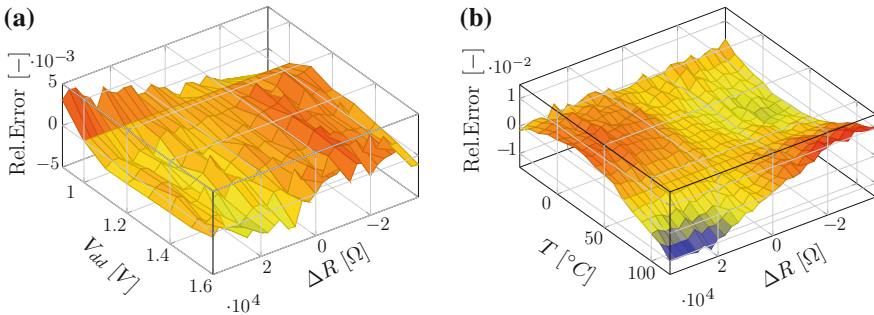 (a)
Rel.Error [−]
·10⁻³
5
0
−5
1
1.2
1.4
1.6
V_dd [V]
2
0
−2
·10⁴
ΔR [Ω]
(b)
Rel.Error [−]
·10⁻²
1
0
−1
0
50
100
T [°C]
2
0
−2
·10⁴
ΔR [Ω]